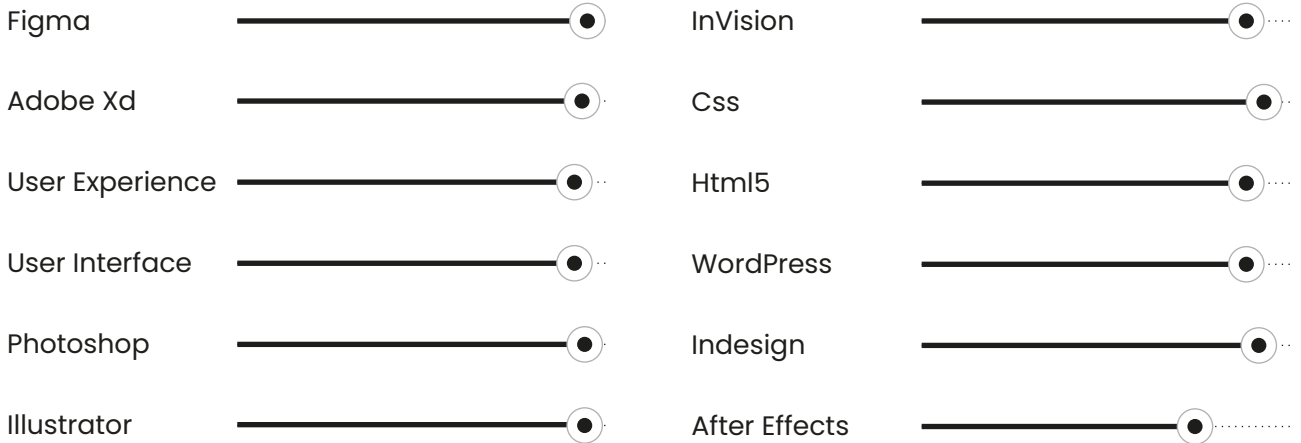 Figma
Adobe Xd
User Experience
User Interface
Photoshop
Illustrator
InVision
Css
Html5
WordPress
Indesign
After Effects